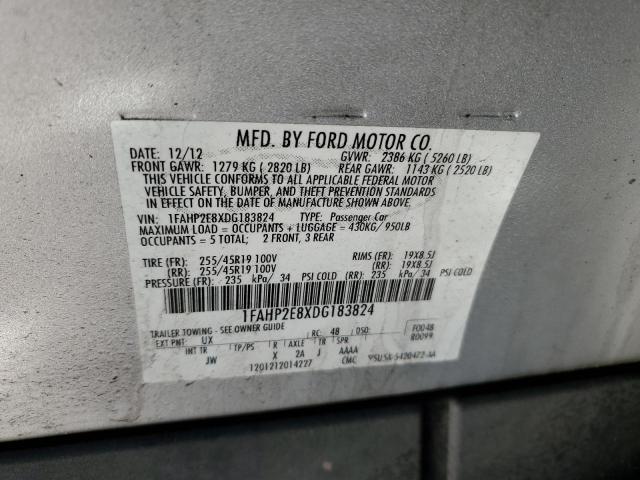 MFD. BY FORD MOTOR CO.
DATE: 12/12 GVWR: 2386 KG ( 5260 LB)
FRONT GAWR: 1279 KG ( 2820 LB) REAR GAWR: 1143 KG ( 2520 LB)
THIS VEHICLE CONFORMS TO ALL APPLICABLE FEDERAL MOTOR
VEHICLE SAFETY, BUMPER, AND THEFT PREVENTION STANDARDS
IN EFFECT ON THE DATE OF MANUFACTURE SHOWN ABOVE.
VIN: 1FAHP2E8XDG183824 TYPE: Passenger Car
MAXIMUM LOAD = OCCUPANTS + LUGGAGE = 430KG/ 950LB
OCCUPANTS = 5 TOTAL; 2 FRONT, 3 REAR
TIRE (FR): 255/45R19 100V RIMS (FR): 19X8.5J
(RR): 255/45R19 100V (RR): 19X8.5J
PRESSURE (FR): 235 kPa/ 34 PSI COLD (RR): 235 kPa/ 34 PSI COLD
1FAHP2E8XDG183824
TRAILER TOWING - SEE OWNER GUIDE RC: 48 DSO: F0048
EXT PNT: UX R0099
INT TR TP/PS R AXLE TR SPR
JW X 2A J AAAA
1201212014227 CMC